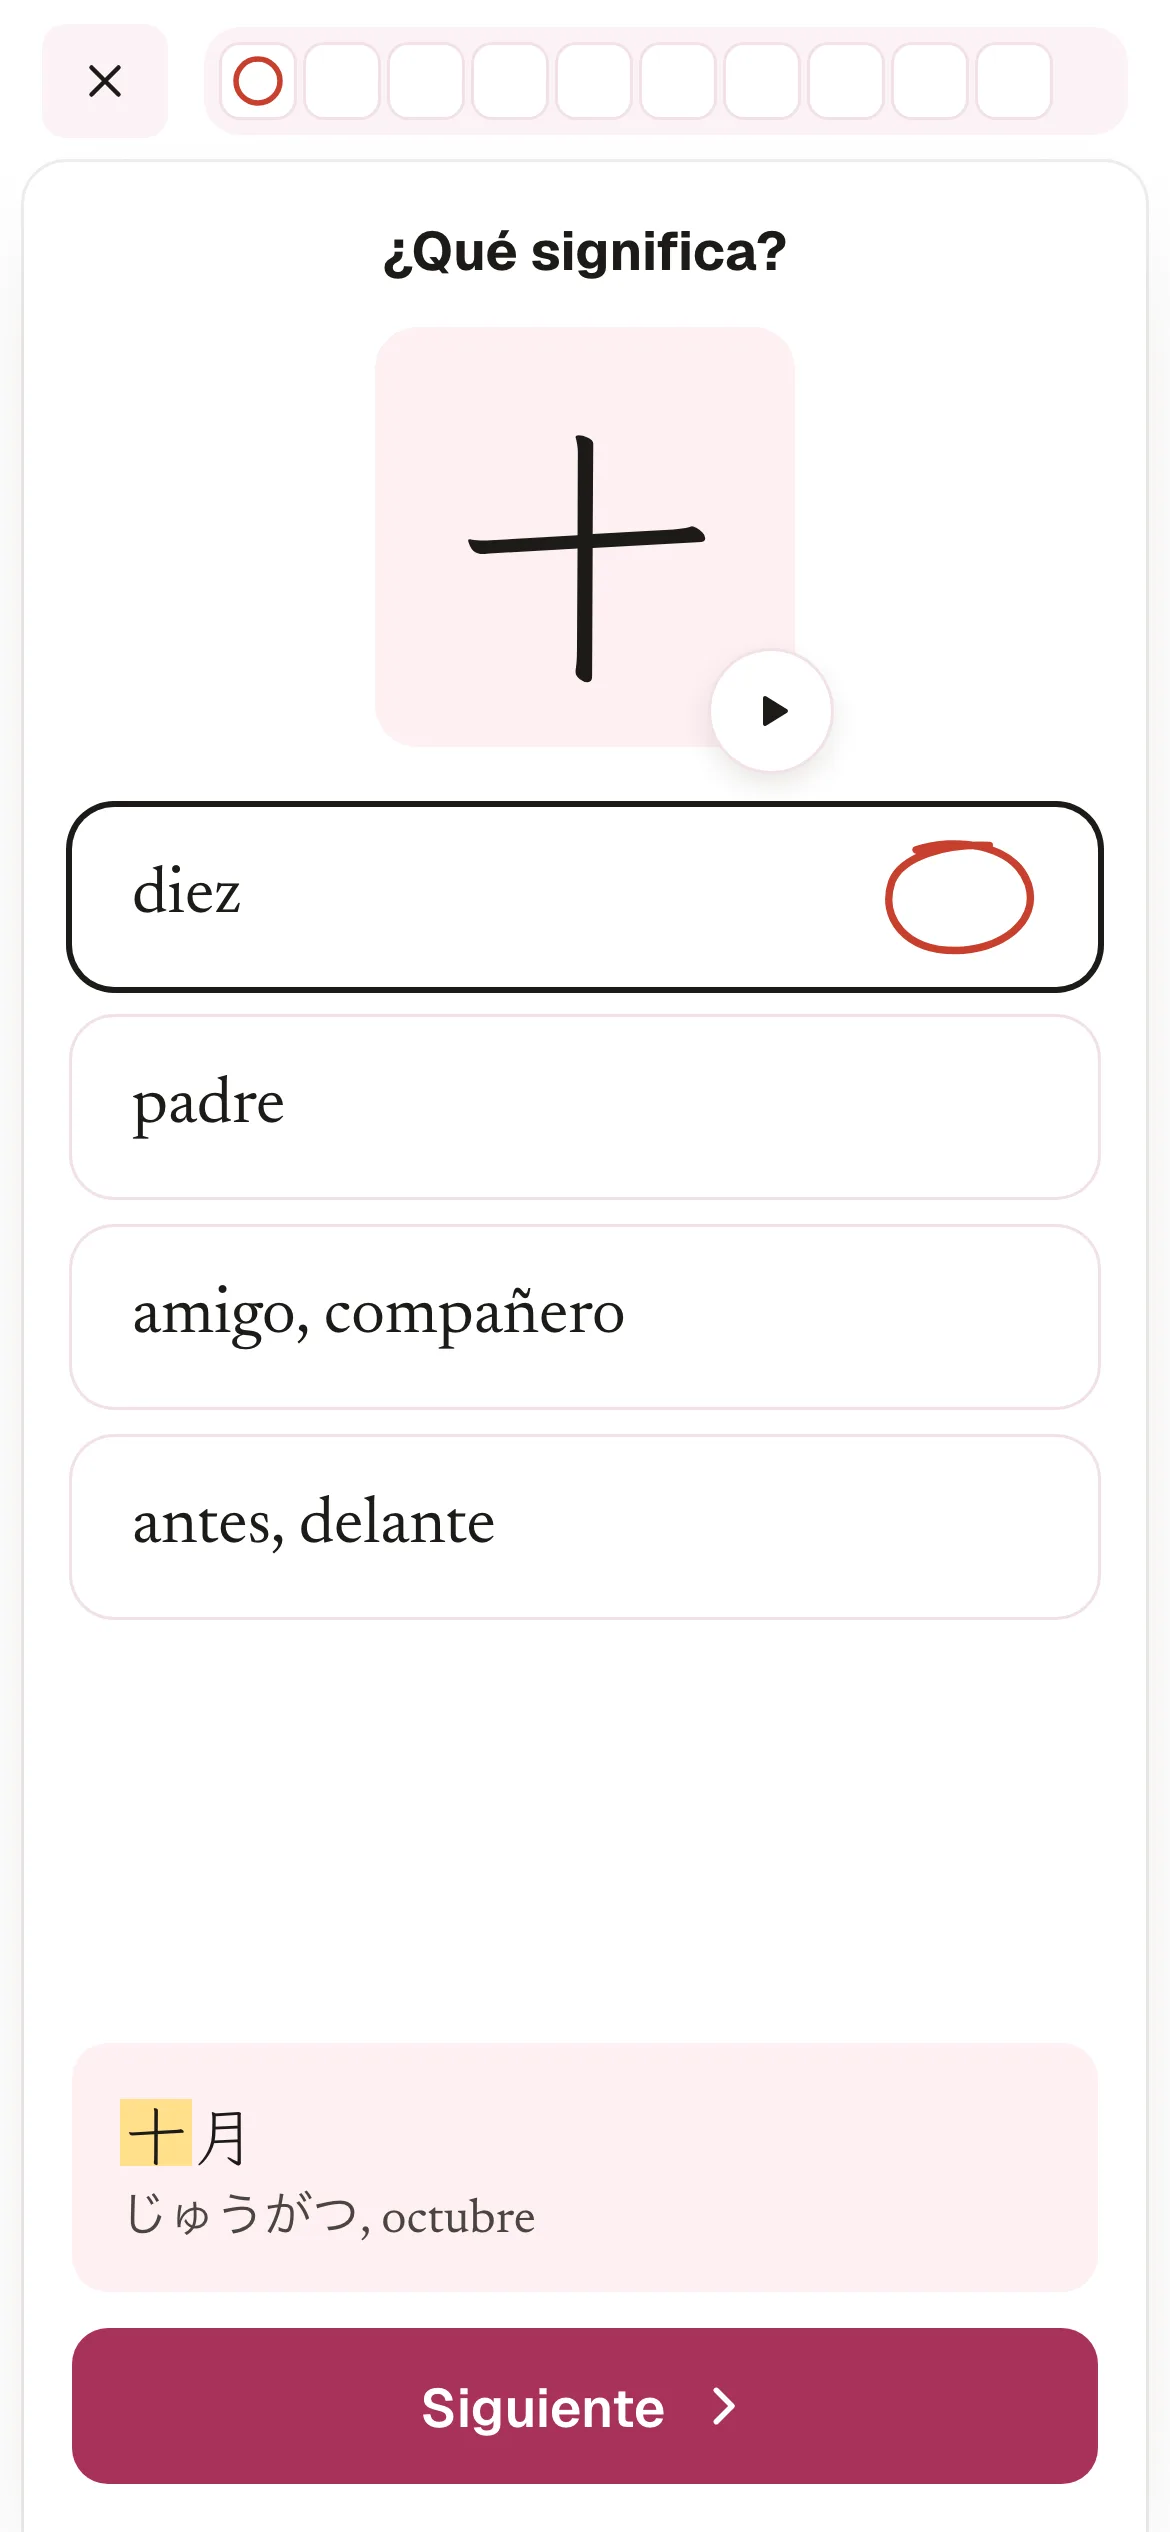 ¿Qué significa?
十
diez
padre
amigo, compañero
antes, delante
十月
じゅうがつ, octubre
Siguiente